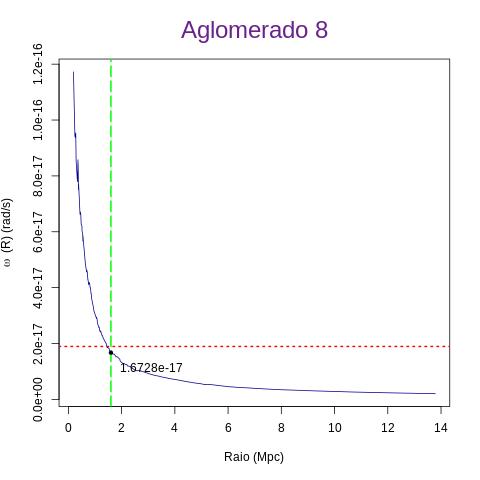 Aglomerado 8
1.2e-16
1.0e-16
8.0e-17
6.0e-17
4.0e-17
2.0e-17
0.0e+00
ω (R) (rad/s)
1.6728e-17
0 2 4 6 8 10 12 14
Raio (Mpc)